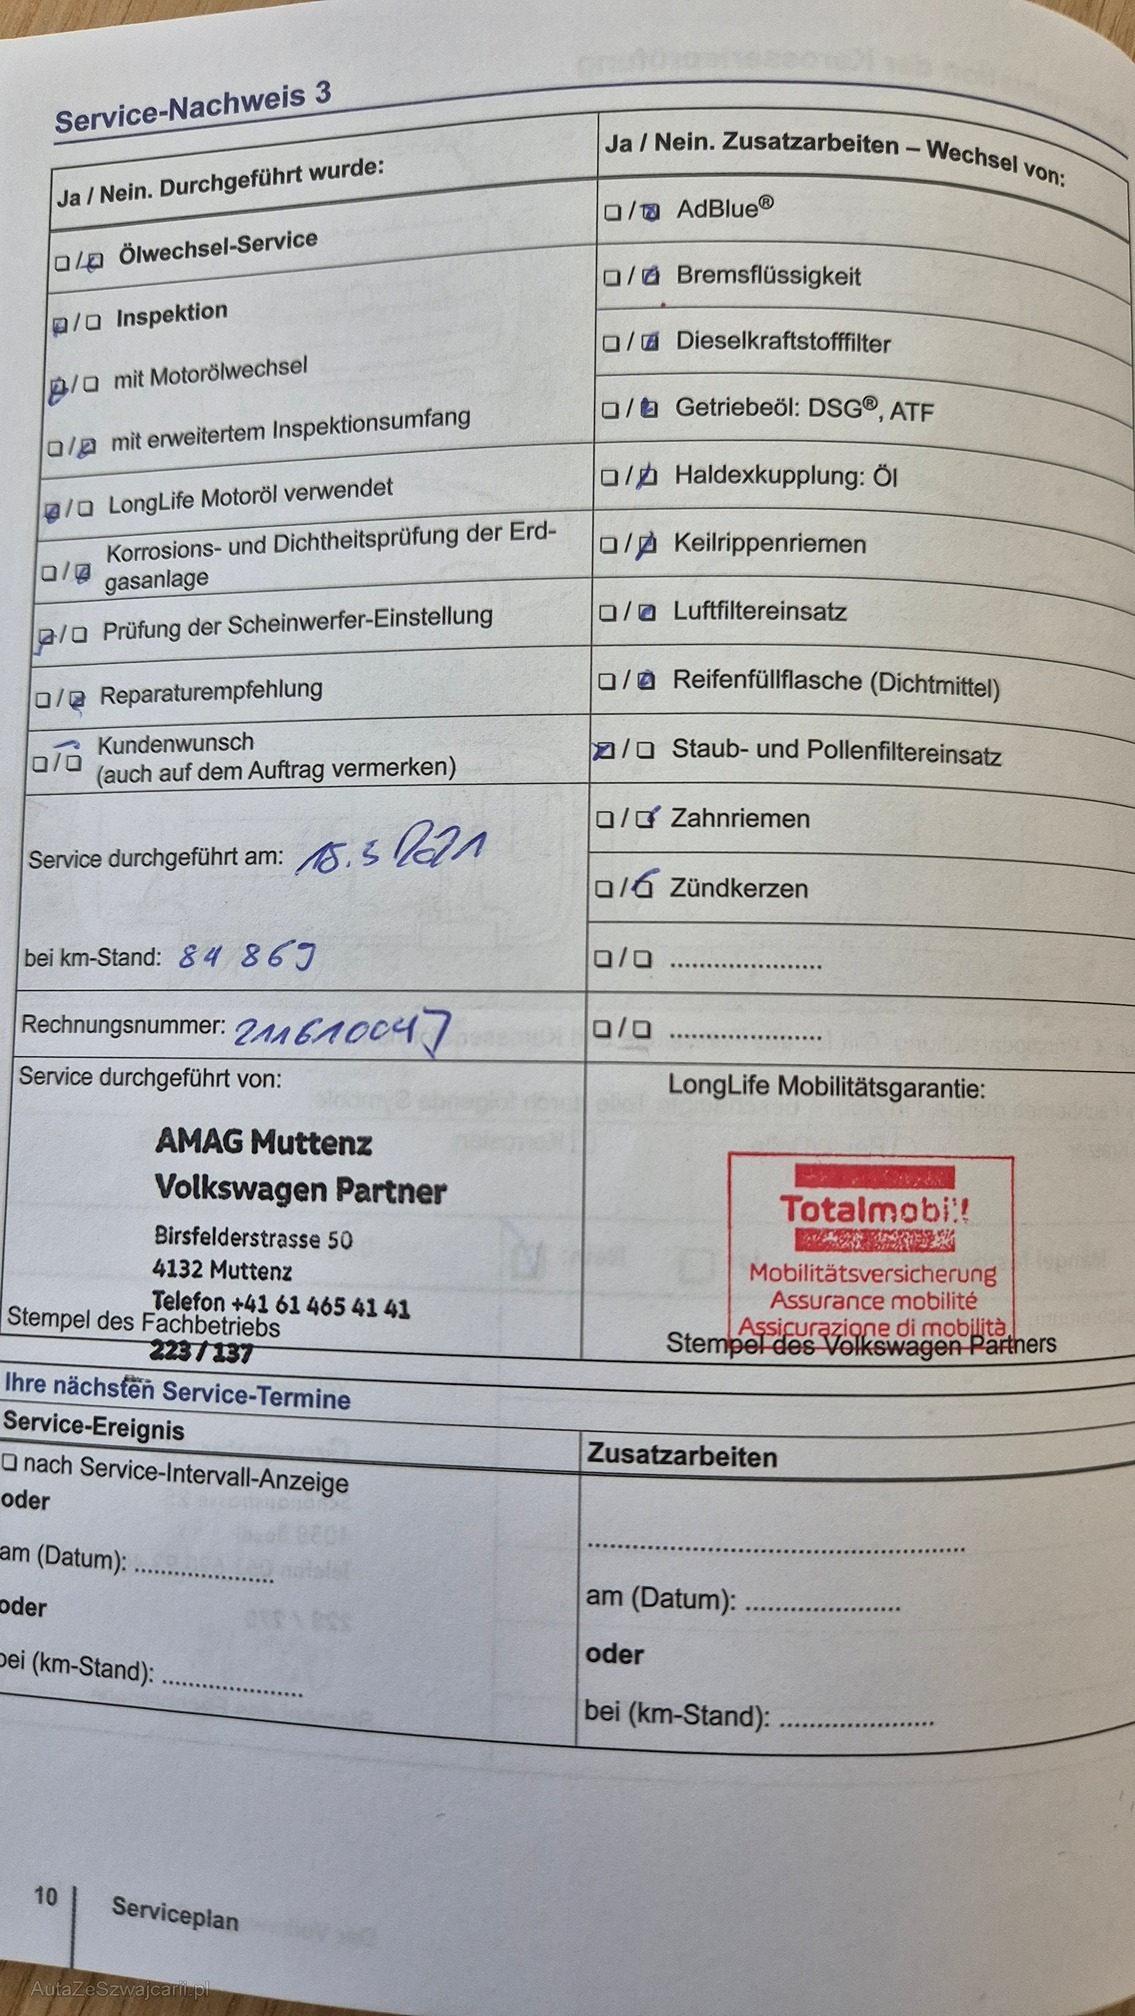 Service-Nachweis 3
Ja / Nein. Durchgeführt wurde:
❑ / ❑ Ölwechsel-Service
❑ / ❑ Inspektion
❑ / ❑ mit Motorölwechsel
❑ / ❑ mit erweitertem Inspektionsumfang
❑ / ❑ LongLife Motoröl verwendet
❑ / ❑ Korrosions- und Dichtheitsprüfung der Erd-
gasanlage
❑ / ❑ Prüfung der Scheinwerfer-Einstellung
❑ / ❑ Reparaturempfehlung
❑ / ❑ Kundenwunsch
(auch auf dem Auftrag vermerken)
Service durchgeführt am:
bei km-Stand: 84 869
Rechnungsnummer: 211610047
Service durchgeführt von:
AMAG Muttenz
Volkswagen Partner
Birsfelderstrasse 50
4132 Muttenz
Telefon +41 61 465 41 41
Stempel des Fachbetriebs
223 / 137
Ja / Nein. Zusatzarbeiten – Wechsel von:
❑ / ❑ AdBlue®
❑ / ❑ Bremsflüssigkeit
❑ / ❑ Dieselkraftstofffilter
❑ / ❑ Getriebeöl: DSG®, ATF
❑ / ❑ Haldexkupplung: Öl
❑ / ❑ Keilrippenriemen
❑ / ❑ Luftfiltereinsatz
❑ / ❑ Reifenfüllflasche (Dichtmittel)
❑ / ❑ Staub- und Pollenfiltereinsatz
❑ / ❑ Zahnriemen
❑ / ❑ Zündkerzen
❑ / ❑ ......................
❑ / ❑ ......................
LongLife Mobilitätsgarantie:
Totalmobil!
Mobilitätsversicherung
Assurance mobilité
Assicurazione di mobilità
Stempel des Volkswagen Partners
Ihre nächsten Service-Termine
Service-Ereignis
❑ nach Service-Intervall-Anzeige
oder
am (Datum): ....................
oder
bei (km-Stand): ....................
Zusatzarbeiten
......................................................
am (Datum): ......................
oder
bei (km-Stand): ......................
10
Serviceplan
AutaZeSzwajcarii.pl